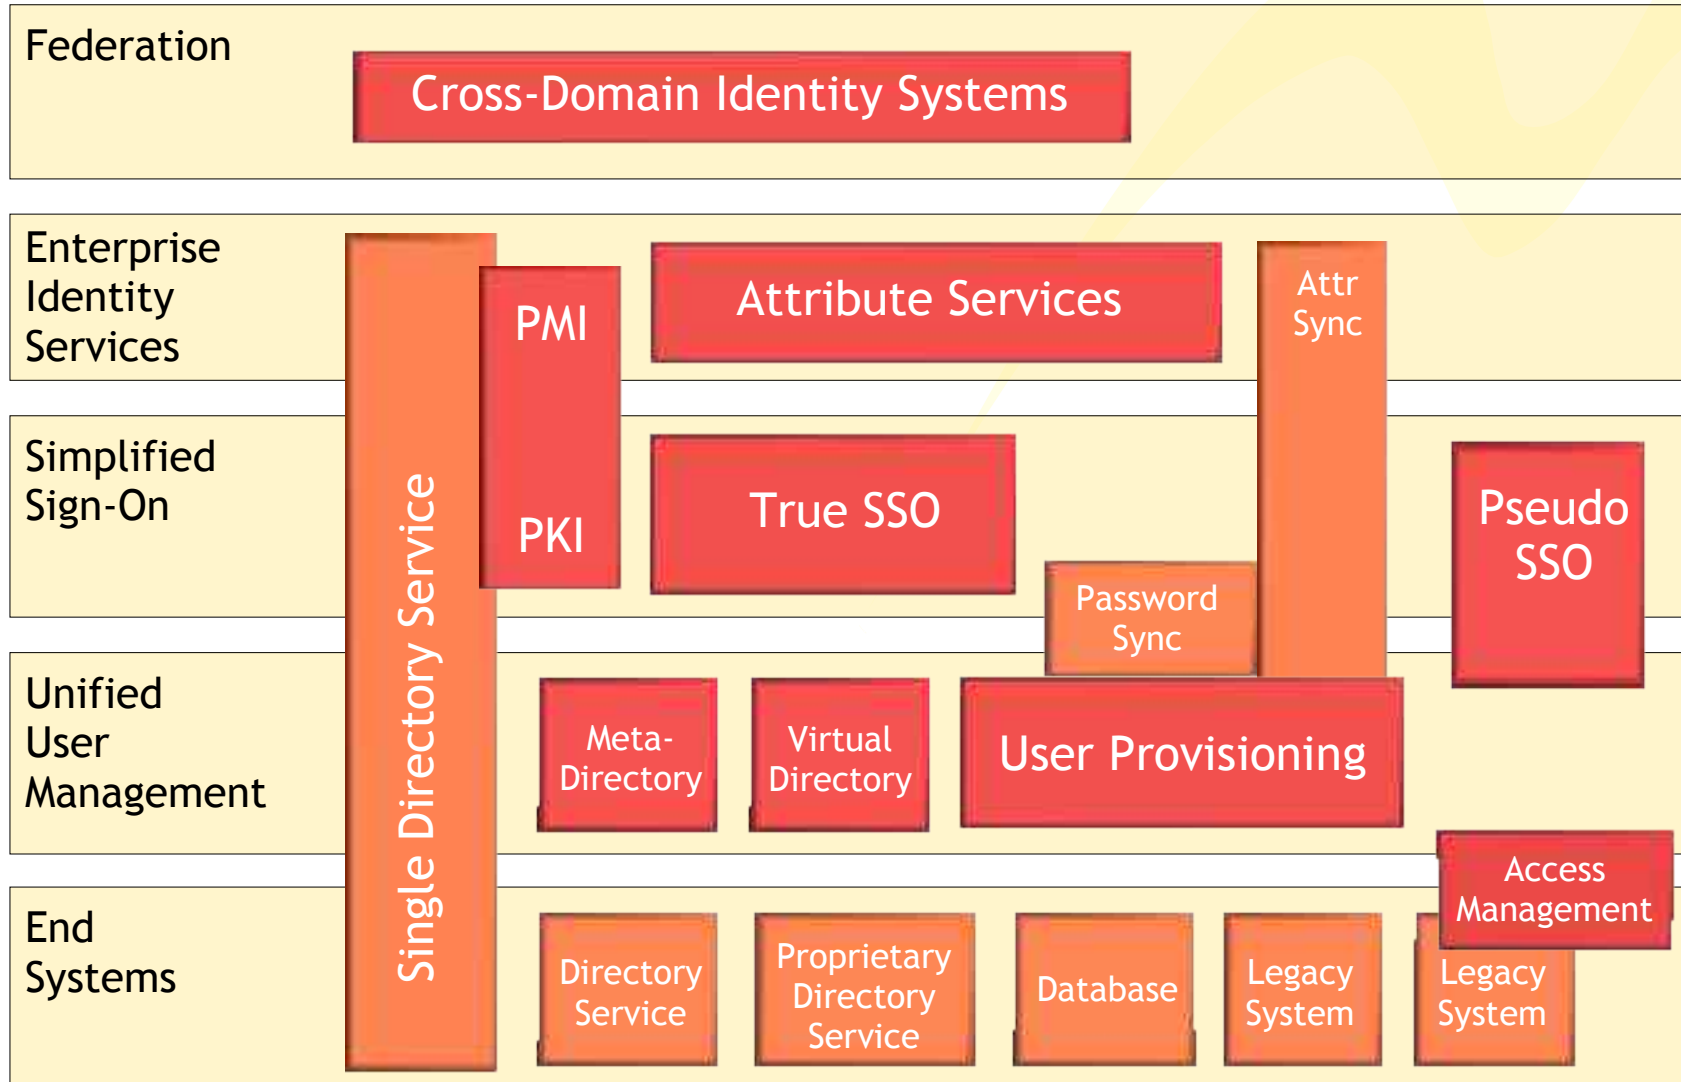 Federation
Cross-Domain Identity Systems
Enterprise
Identity
Services
PMI
Attribute Services
Attr
Sync
Simplified
Sign-On
PKI
True SSO
Password
Sync
Pseudo
SSO
Single Directory Service
Unified
User
Management
Meta-
Directory
Virtual
Directory
User Provisioning
Access
Management
End
Systems
Directory
Service
Proprietary
Directory
Service
Database
Legacy
System
Legacy
System